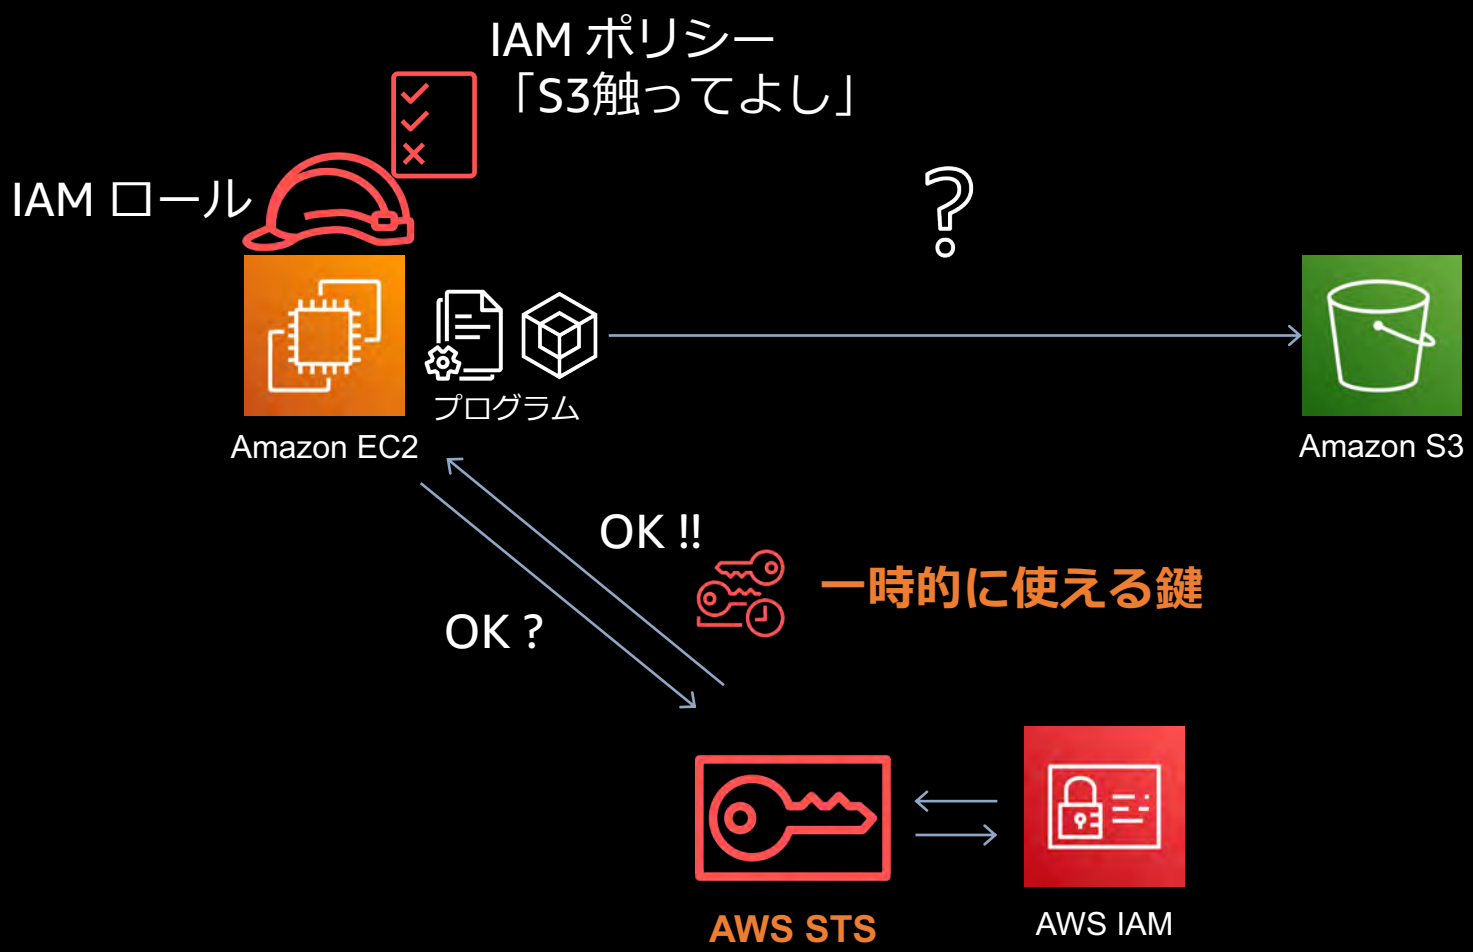 IAM ポリシー
「S3触ってよし」
IAM ロール
?
プログラム
Amazon EC2
Amazon S3
OK !!
一時的に使える鍵
OK ?
AWS STS
AWS IAM